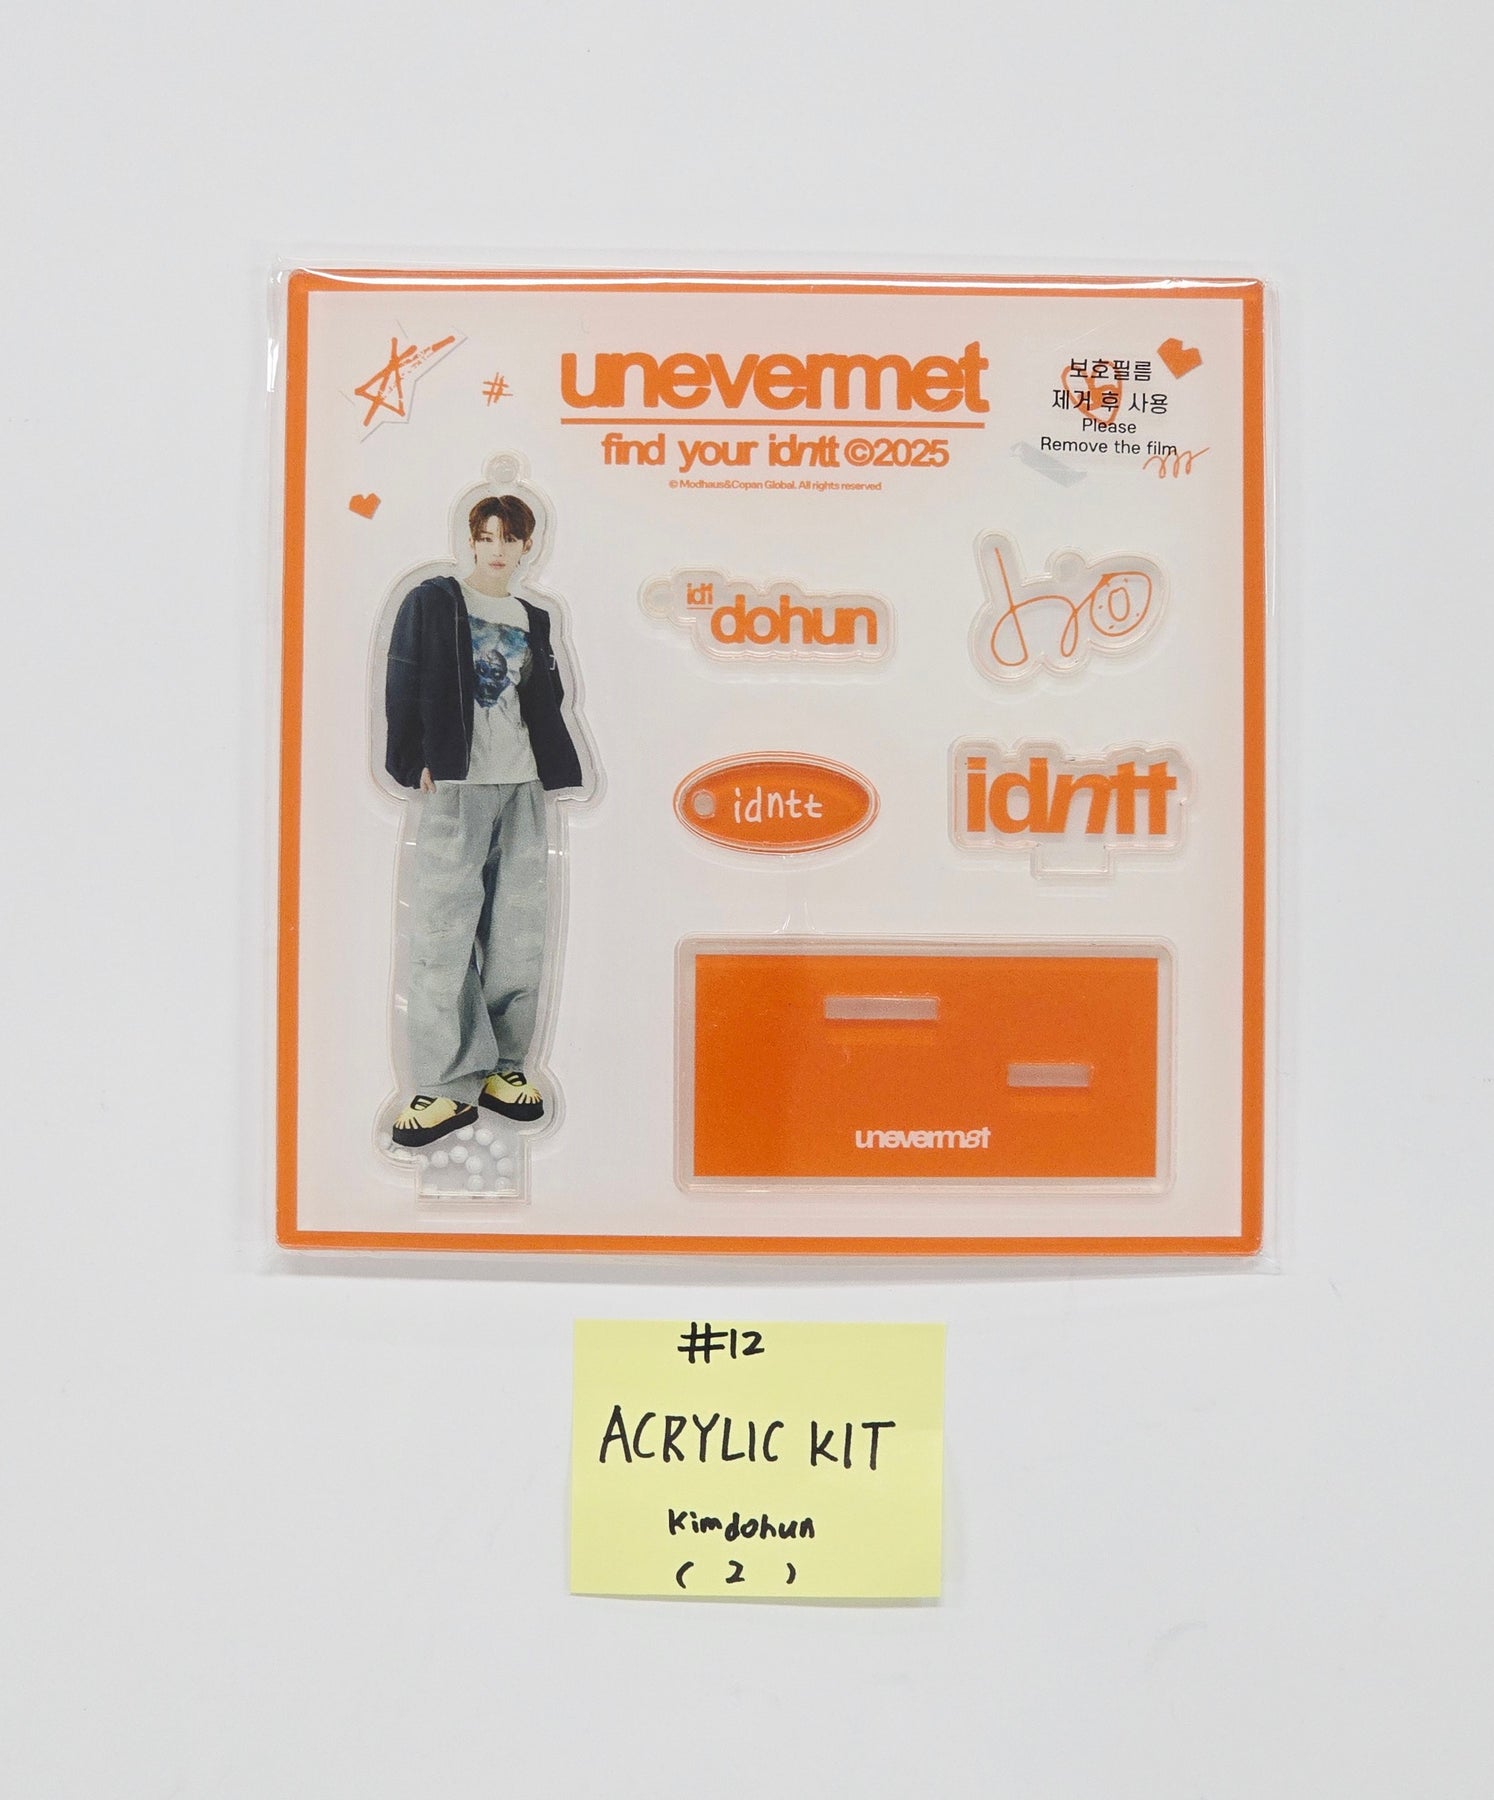 unevermet
find your idntt ©2025
© Modhaus&Copan Global. All rights reserved
#
보호필름
제거 후 사용
Please
Remove the film
id1
dohun
idntt
idntt
unevermet
#12
ACRYLIC KIT
Kimdohun
( 2 )